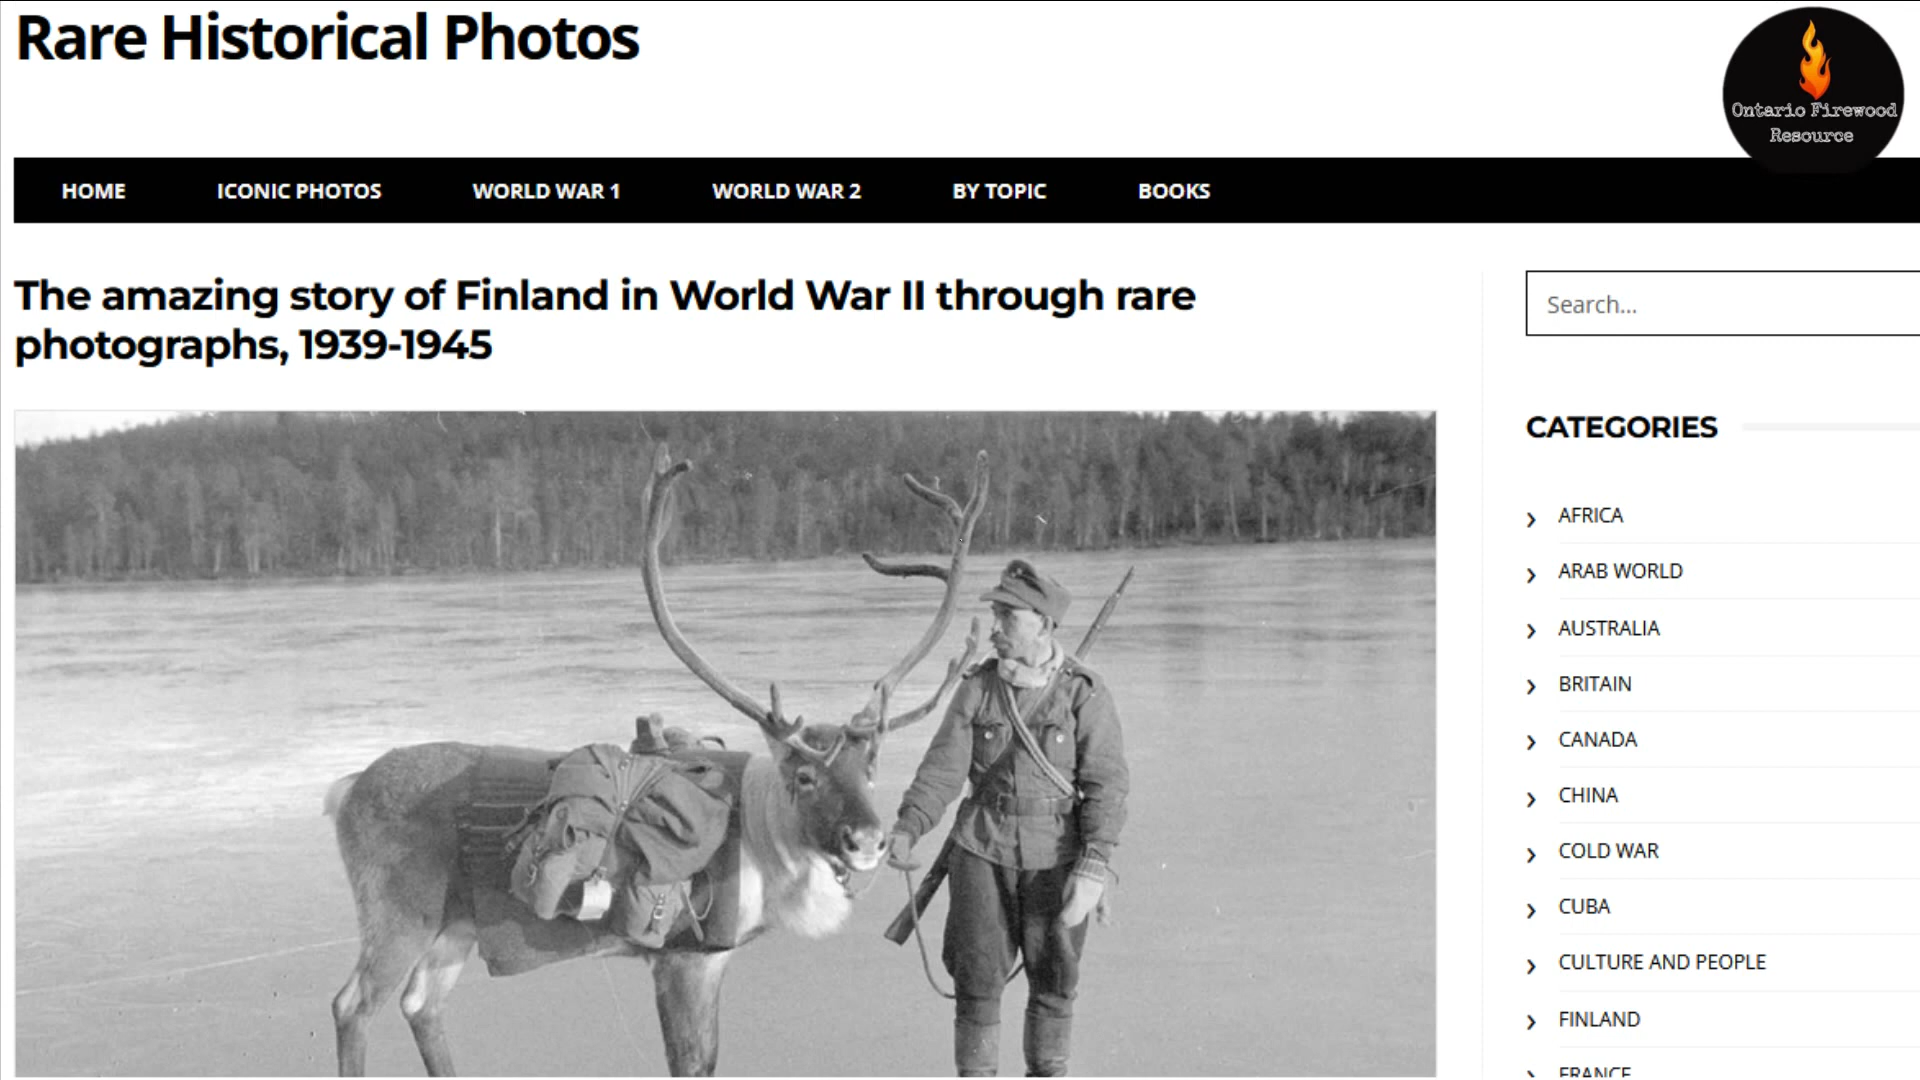 Rare Historical Photos
Ontario Firewood
Resource
HOME ICONIC PHOTOS WORLD WAR 1 WORLD WAR 2 BY TOPIC BOOKS
The amazing story of Finland in World War II through rare
photographs, 1939-1945
Search...
CATEGORIES
AFRICA
ARAB WORLD
AUSTRALIA
BRITAIN
CANADA
CHINA
COLD WAR
CUBA
CULTURE AND PEOPLE
FINLAND
FRANCE